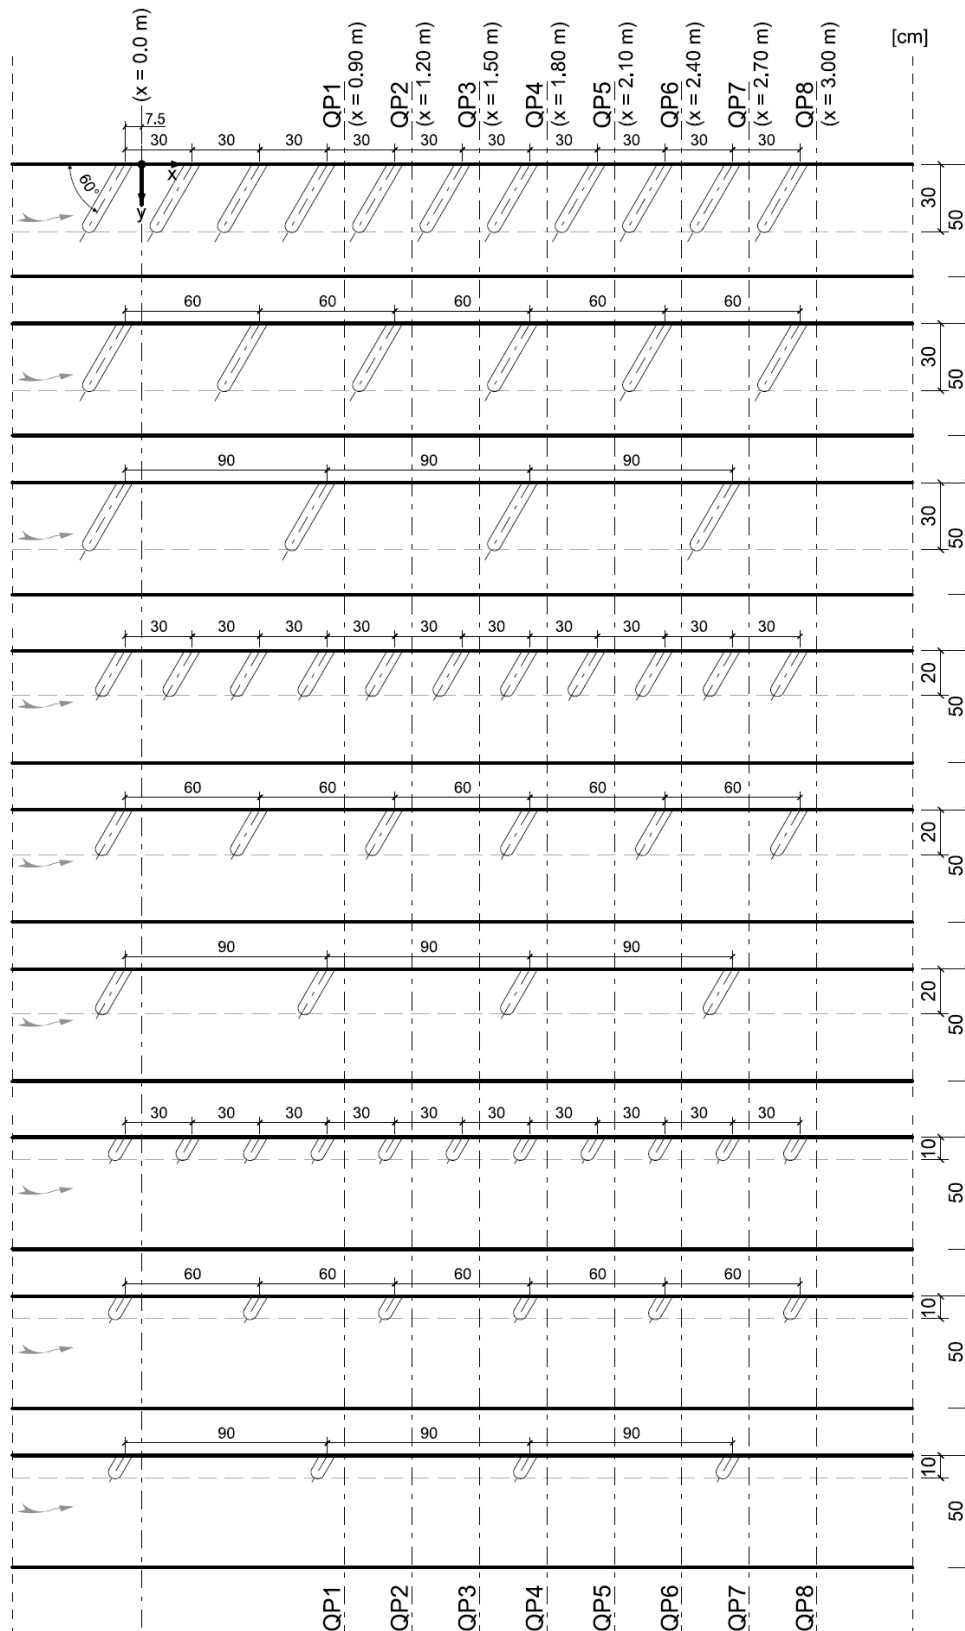 [cm]
(x = 0.0 m)
QP1
(x = 0.90 m)
QP2
(x = 1.20 m)
QP3
(x = 1.50 m)
QP4
(x = 1.80 m)
QP5
(x = 2.10 m)
QP6
(x = 2.40 m)
QP7
(x = 2.70 m)
QP8
(x = 3.00 m)
7.5
30 30 30 30 30 30 30 30 30 30
60° x y 30 50
60 60 60 60 60
30 50
90 90 90
30 50
30 30 30 30 30 30 30 30 30 30
20 50
60 60 60 60 60
20 50
90 90 90
20 50
30 30 30 30 30 30 30 30 30 30
10 50
60 60 60 60 60
10 50
90 90 90
10 50
QP1 QP2 QP3 QP4 QP5 QP6 QP7 QP8